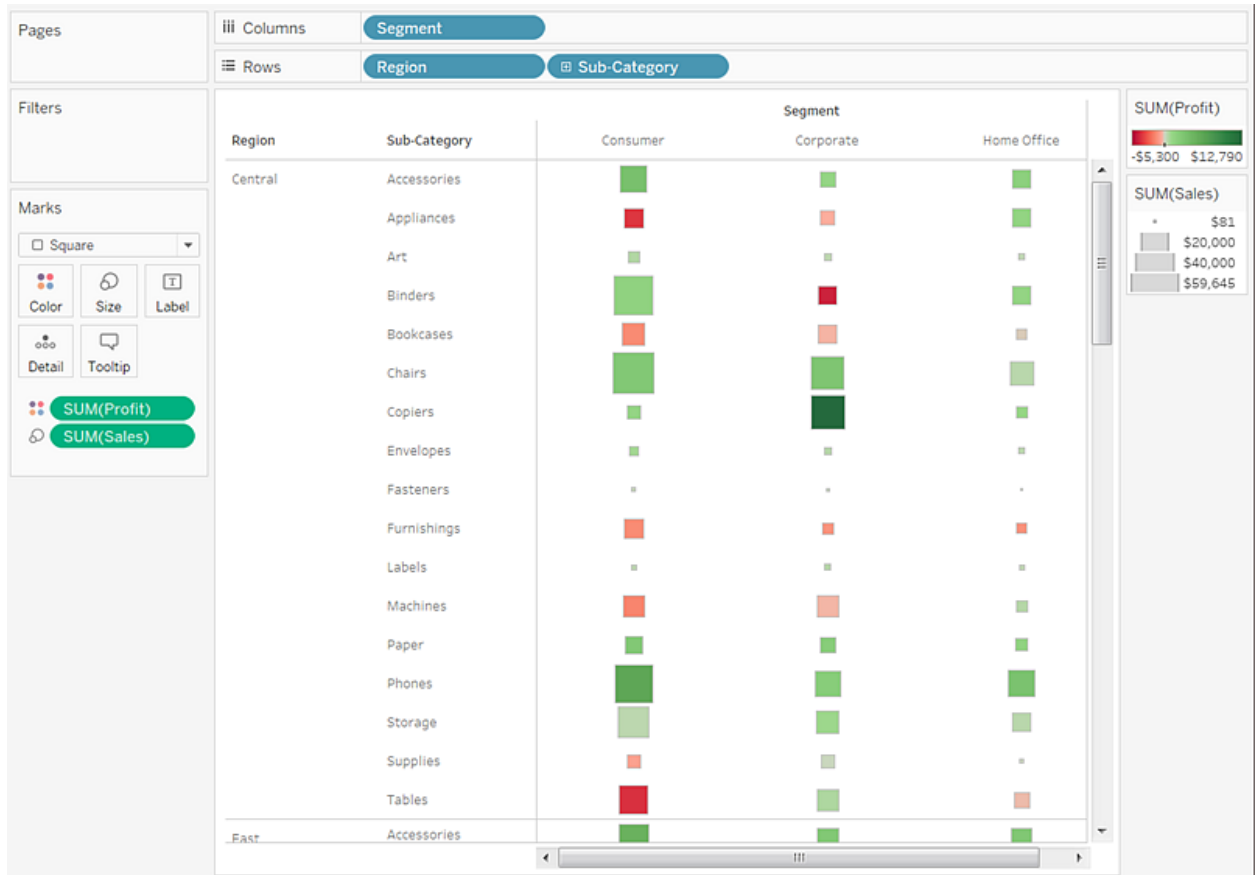 Pages
Columns
Segment
Rows
Region
Sub-Category
Filters
Marks
Square
Color
Size
Label
Detail
Tooltip
SUM(Profit)
SUM(Sales)
Segment
Region Sub-Category Consumer Corporate Home Office
Central Accessories
Appliances
Art
Binders
Bookcases
Chairs
Copiers
Envelopes
Fasteners
Furnishings
Labels
Machines
Paper
Phones
Storage
Supplies
Tables
East Accessories
SUM(Profit)
-$5,300 $12,790
SUM(Sales)
$81
$20,000
$40,000
$59,645